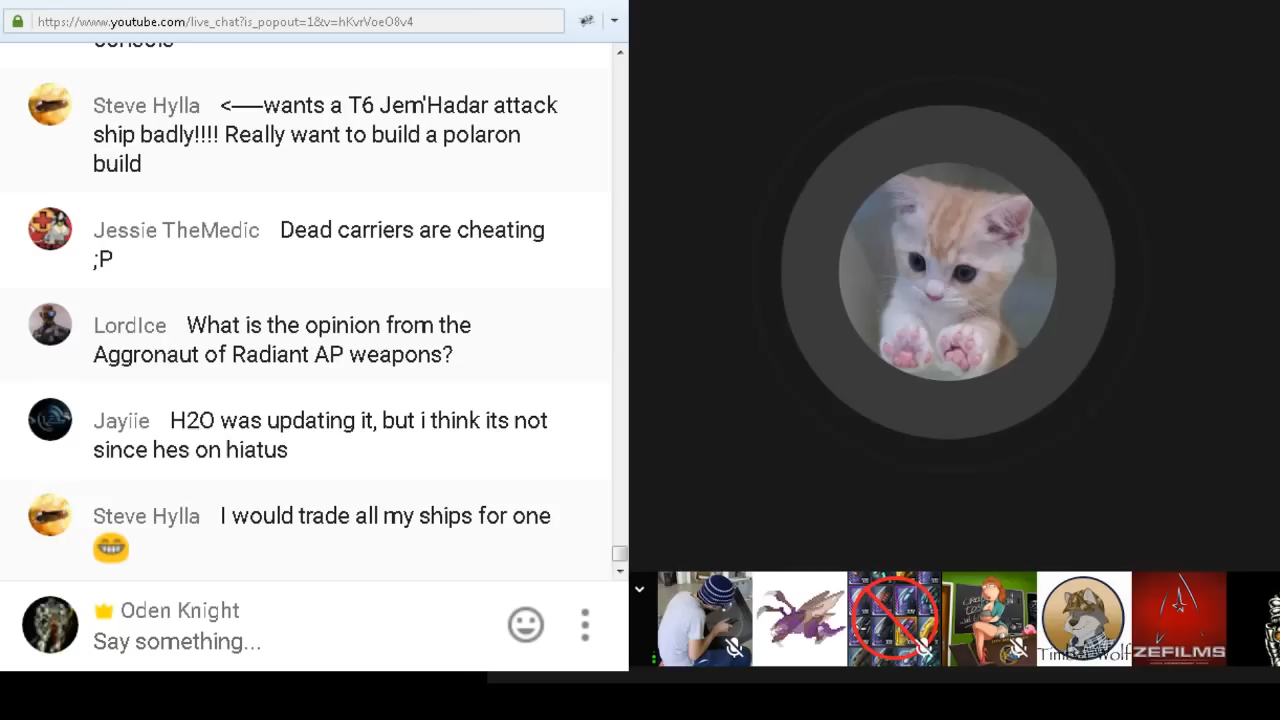 https://www.youtube.com/live_chat?is_popout=1&v=hKvrVoeO8v4
consols
Steve Hylla <-----wants a T6 Jem'Hadar attack
ship badly!!!! Really want to build a polaron
build
Jessie TheMedic Dead carriers are cheating
;P
LordIce What is the opinion from the
Aggronaut of Radiant AP weapons?
Jayiie H2O was updating it, but i think its not
since hes on hiatus
Steve Hylla I would trade all my ships for one
Oden Knight
Say something...
Timber Wolf
ZEFILMS